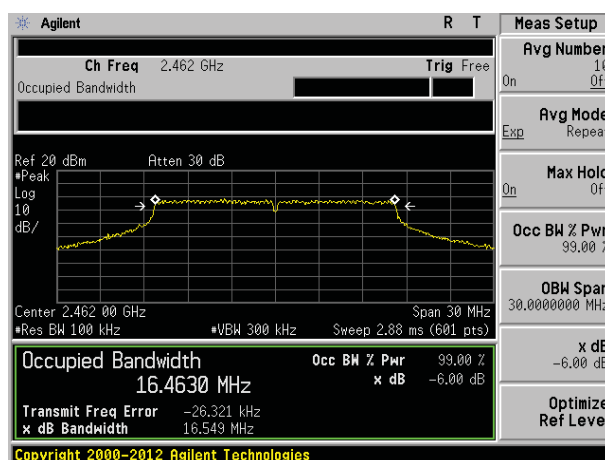 Agilent R T
Meas Setup
Ch Freq 2.462 GHz Trig Free
Occupied Bandwidth
Avg Number
10
On Off
Avg Mode
Exp Repeat
Max Hold
On Off
Occ BW % Pwr
99.00 %
OBW Span
30.0000000 MHz
x dB
-6.00 dB
Optimize
Ref Level
Ref 20 dBm Atten 30 dB
#Peak
Log
10
dB/
Center 2.462 00 GHz Span 30 MHz
#Res BW 100 kHz #VBW 300 kHz Sweep 2.88 ms (601 pts)
Occupied Bandwidth Occ BW % Pwr 99.00 %
16.4630 MHz x dB -6.00 dB
Transmit Freq Error -26.321 kHz
x dB Bandwidth 16.549 MHz
Copyright 2000-2012 Agilent Technologies